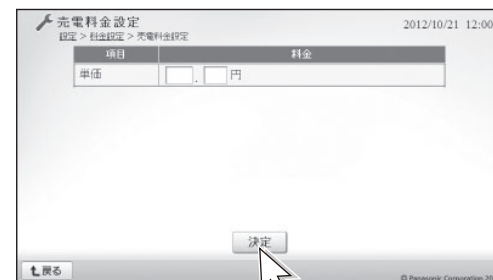 売電料金設定
2012/10/21 12:00
設定 > 料金設定 > 売電料金設定
項目 料金
単価 . 円
決定
戻る
© Panasonic Corporation 20